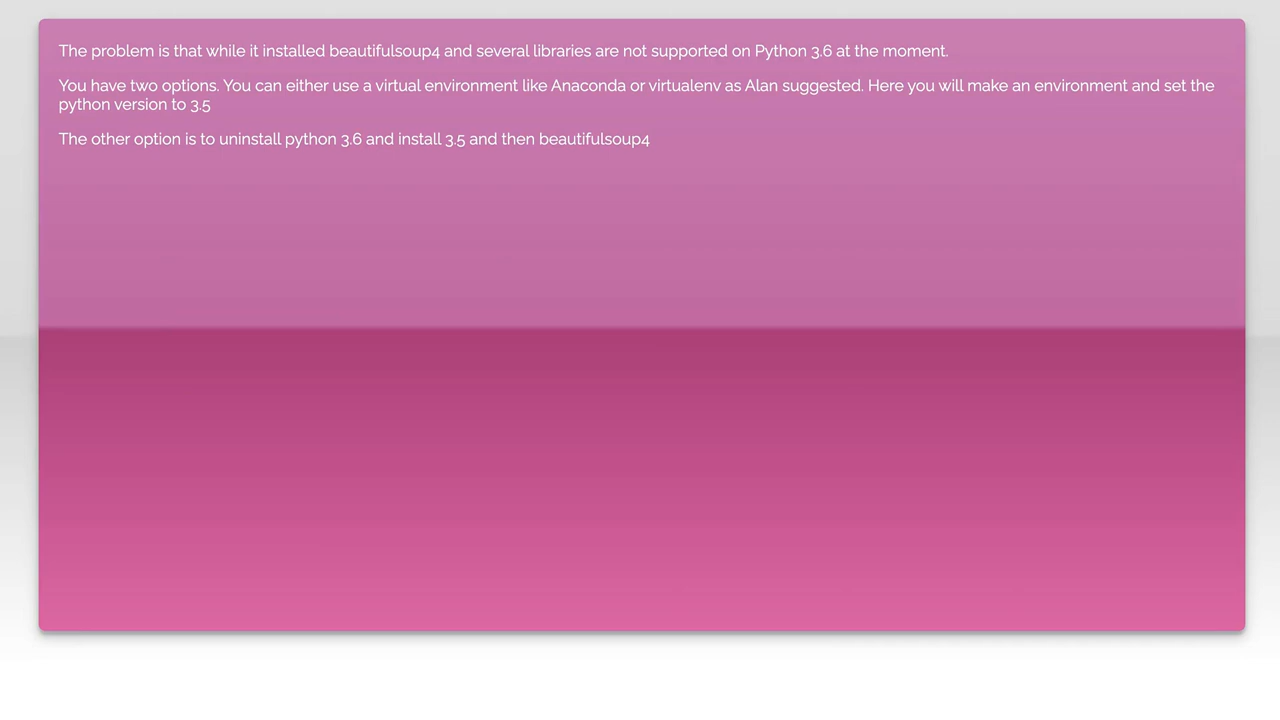 The problem is that while it installed beautifulsoup4 and several libraries are not supported on Python 3.6 at the moment.
You have two options. You can either use a virtual environment like Anaconda or virtualenv as Alan suggested. Here you will make an environment and set the
python version to 3.5
The other option is to uninstall python 3.6 and install 3.5 and then beautifulsoup4